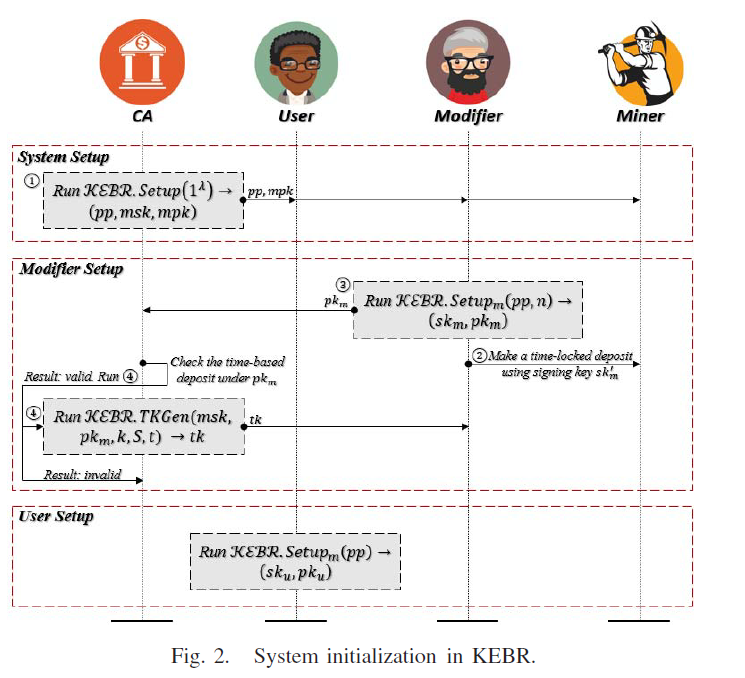 CA User Modifier Miner
System Setup
① Run 𝒦ℰℬℛ.Setup(1^λ) → pp, mpk
(pp, msk, mpk)
Modifier Setup
③
pk_m Run 𝒦ℰℬℛ.Setup_m(pp, n) →
(sk_m, pk_m)
② Make a time-locked deposit
using signing key sk'_m
Check the time-based
deposit under pk_m
Result: valid. Run ④
④ Run 𝒦ℰℬℛ.TKGen(msk, tk
pk_m, k, S, t) → tk
Result: invalid
User Setup
Run 𝒦ℰℬℛ.Setup_m(pp) →
(sk_u, pk_u)
Fig. 2. System initialization in KEBR.